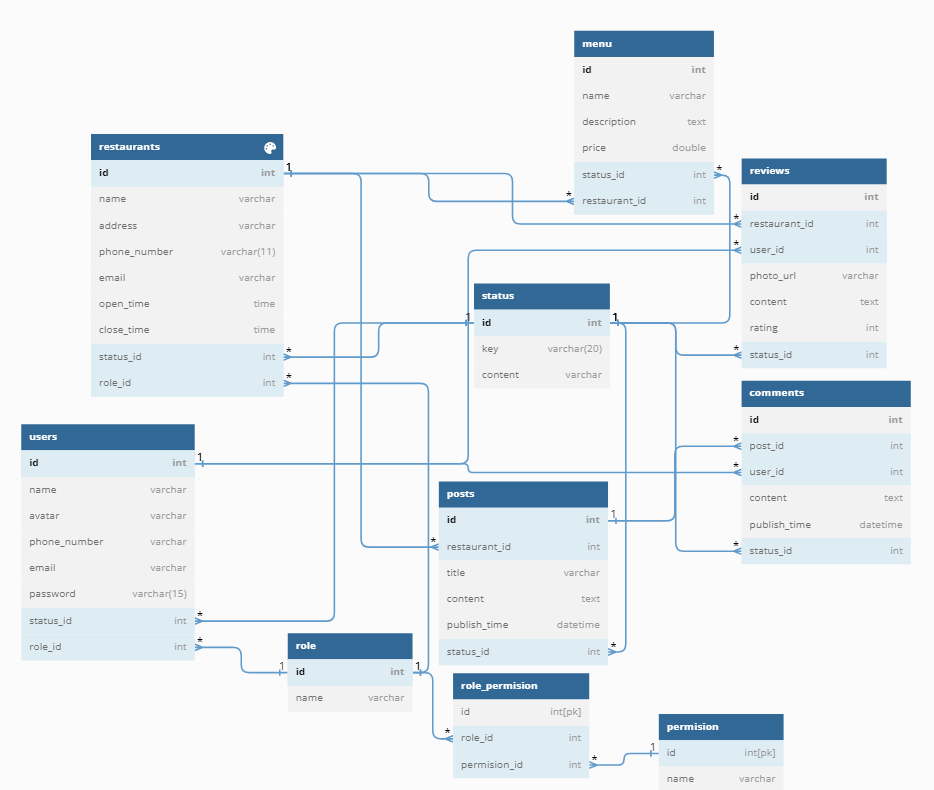 menu
id int
name varchar
description text
price double
status_id int *
restaurant_id int
*
restaurants
id int 1
name varchar
address varchar
phone_number varchar(11)
email varchar
open_time time
close_time time
status_id int *
role_id int *
reviews
id int
* restaurant_id int
* user_id int
photo_url varchar
content text
rating int
* status_id int
status
1 id int 1
key varchar(20)
content varchar
comments
id int
* post_id int
* user_id int
content text
publish_time datetime
* status_id int
users
id int 1
name varchar
avatar varchar
phone_number varchar
email varchar
password varchar(15)
status_id int *
role_id int *
posts
id int 1
* restaurant_id int
title varchar
content text
publish_time datetime
status_id int *
role
1 id int 1
name varchar
role_permision
id int[pk]
* role_id int
permision_id int *
permision
1 id int[pk]
name varchar